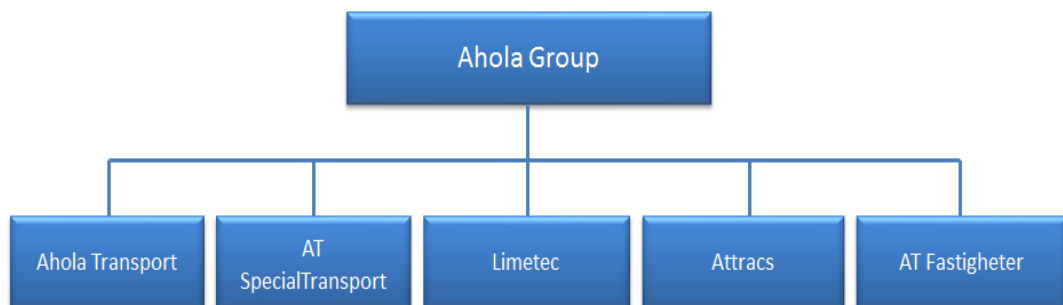 Ahola Group
Ahola Transport
AT
SpecialTransport
Limetec
Attracs
AT Fastigheter